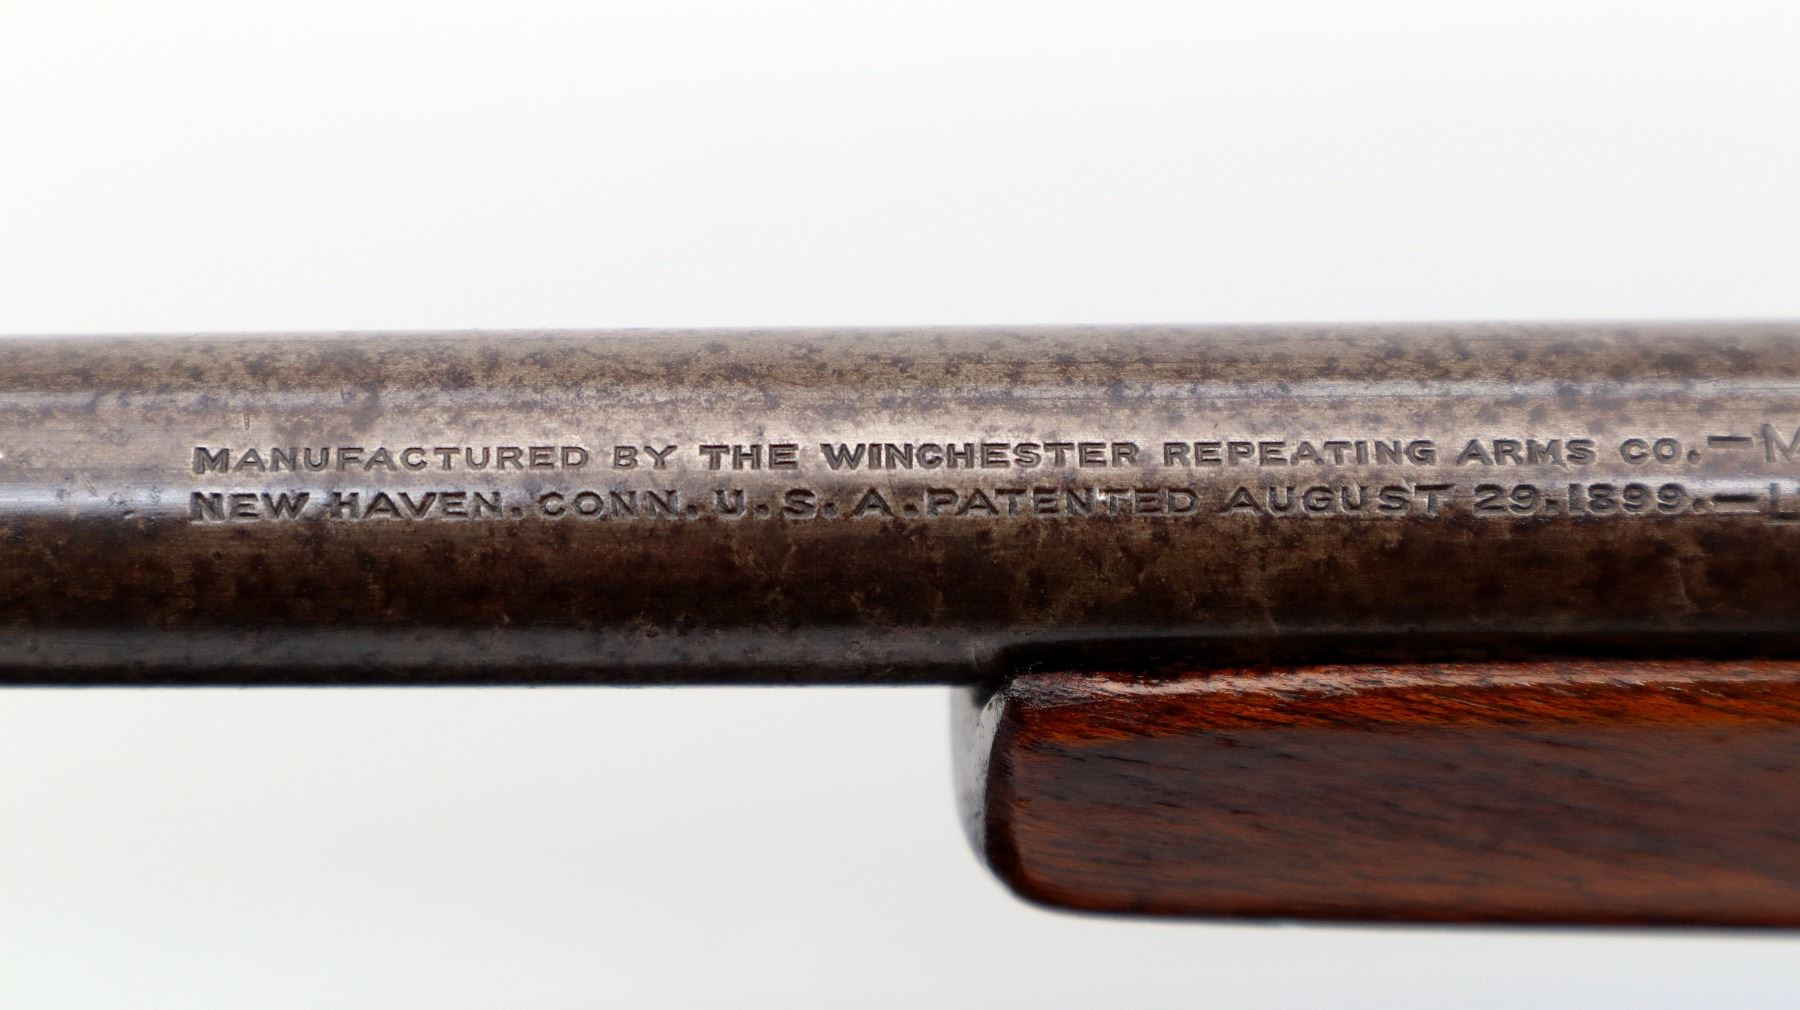 MANUFACTURED BY THE WINCHESTER REPEATING ARMS CO.—
NEW HAVEN. CONN. U. S. A. PATENTED AUGUST 29. 1899.—